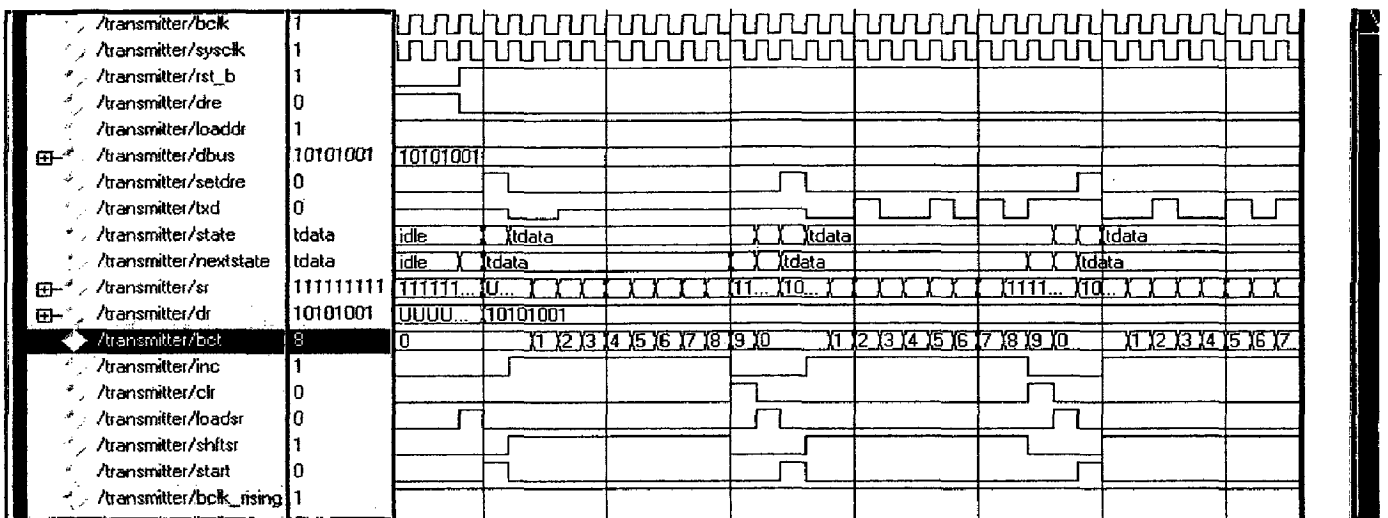 /transmitter/bclk 1
/transmitter/sysclk 1
/transmitter/rst_b 1
/transmitter/dre 0
/transmitter/loaddr 1
/transmitter/dbus 10101001 10101001
/transmitter/setdre 0
/transmitter/txd 0
/transmitter/state tdata idle tdata tdata tdata
/transmitter/nextstate tdata idle tdata tdata tdata
/transmitter/sr 111111111 111111... U... 11... 10... 1111... 10...
/transmitter/dr 10101001 UUUU... 10101001
/transmitter/bct 8 0 1 2 3 4 5 6 7 8 9 0 1 2 3 4 5 6 7 8 9 0 1 2 3 4 5 6 7
/transmitter/inc 1
/transmitter/clr 0
/transmitter/loadsr 0
/transmitter/shftsr 1
/transmitter/start 0
/transmitter/bclk_rising 1